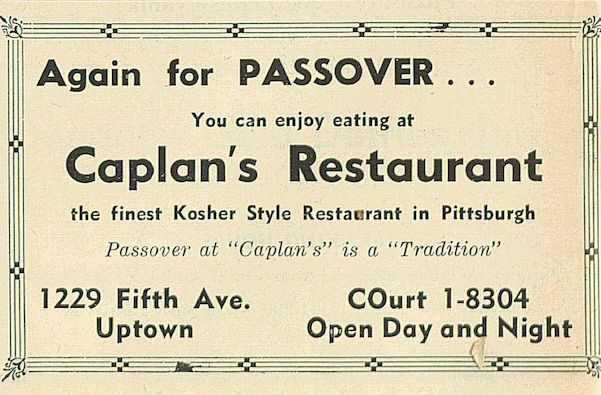 Again for PASSOVER . . .
You can enjoy eating at
Caplan's Restaurant
the finest Kosher Style Restaurant in Pittsburgh
Passover at "Caplan's" is a "Tradition"
1229 Fifth Ave.
Uptown
COurt 1-8304
Open Day and Night